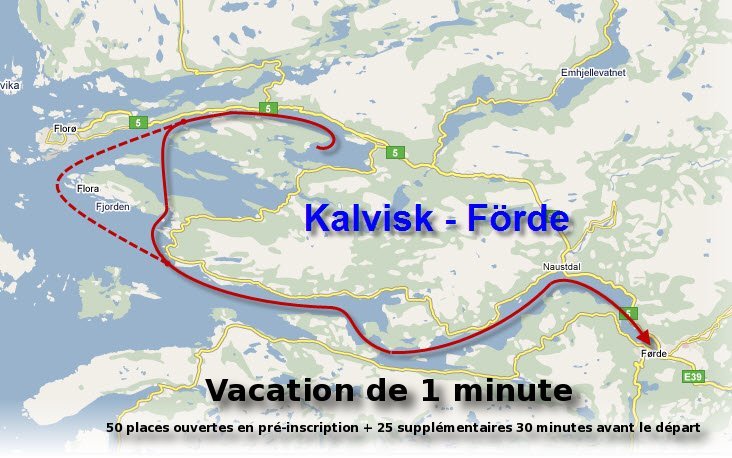 Emhjellevatnet
vika
5
5
Florø
5
Flora
Fjorden
Kalvisk - Förde
Naustdal
5
Førde
E39
Vacation de 1 minute
50 places ouvertes en pré-inscription + 25 supplémentaires 30 minutes avant le départ